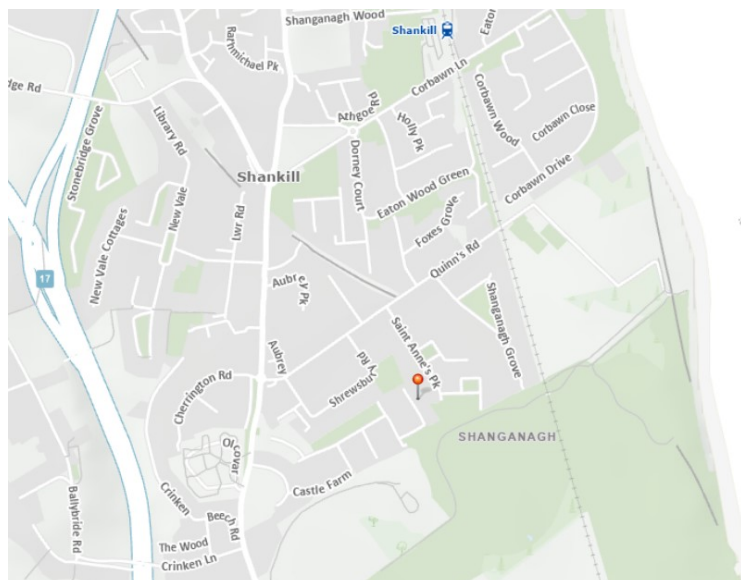 Shanganagh Wood
Shankill
Eaton
Rathmichael Pk
Corbawn Ln
Athgoe Rd
Holly Pk
Corbawn Wood
Corbawn Close
Library Rd
Stonebridge Grove
Shankill
Dorney Court
Corbawn Drive
Eaton Wood Green
New Vale
Lwr Rd
Foxes Grove
New Vale Cottages
Quinn's Rd
17
Aubrey Pk
Shanganagh Grove
Saint Anne's Pk
Aubrey
Cherrington Rd
Shrewsbury Rd
SHANGANAGH
Castle Farm
Crinken
Beech Rd
Ballybride Rd
The Wood
Crinken Ln